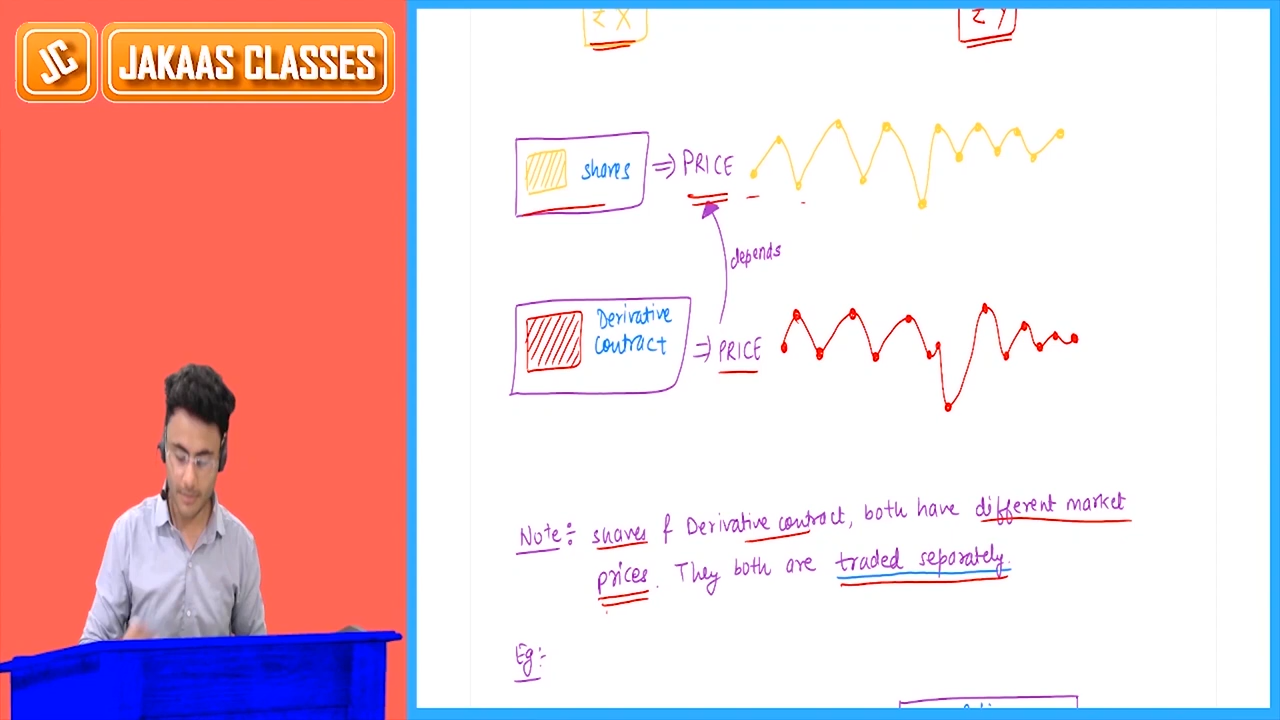 JC JAKAAS CLASSES
₹ X
₹ Y
shares ⇒ PRICE
depends
Derivative
contract ⇒ PRICE
Note: shares & Derivative contract, both have different market
prices. They both are traded separately.
Eg:-